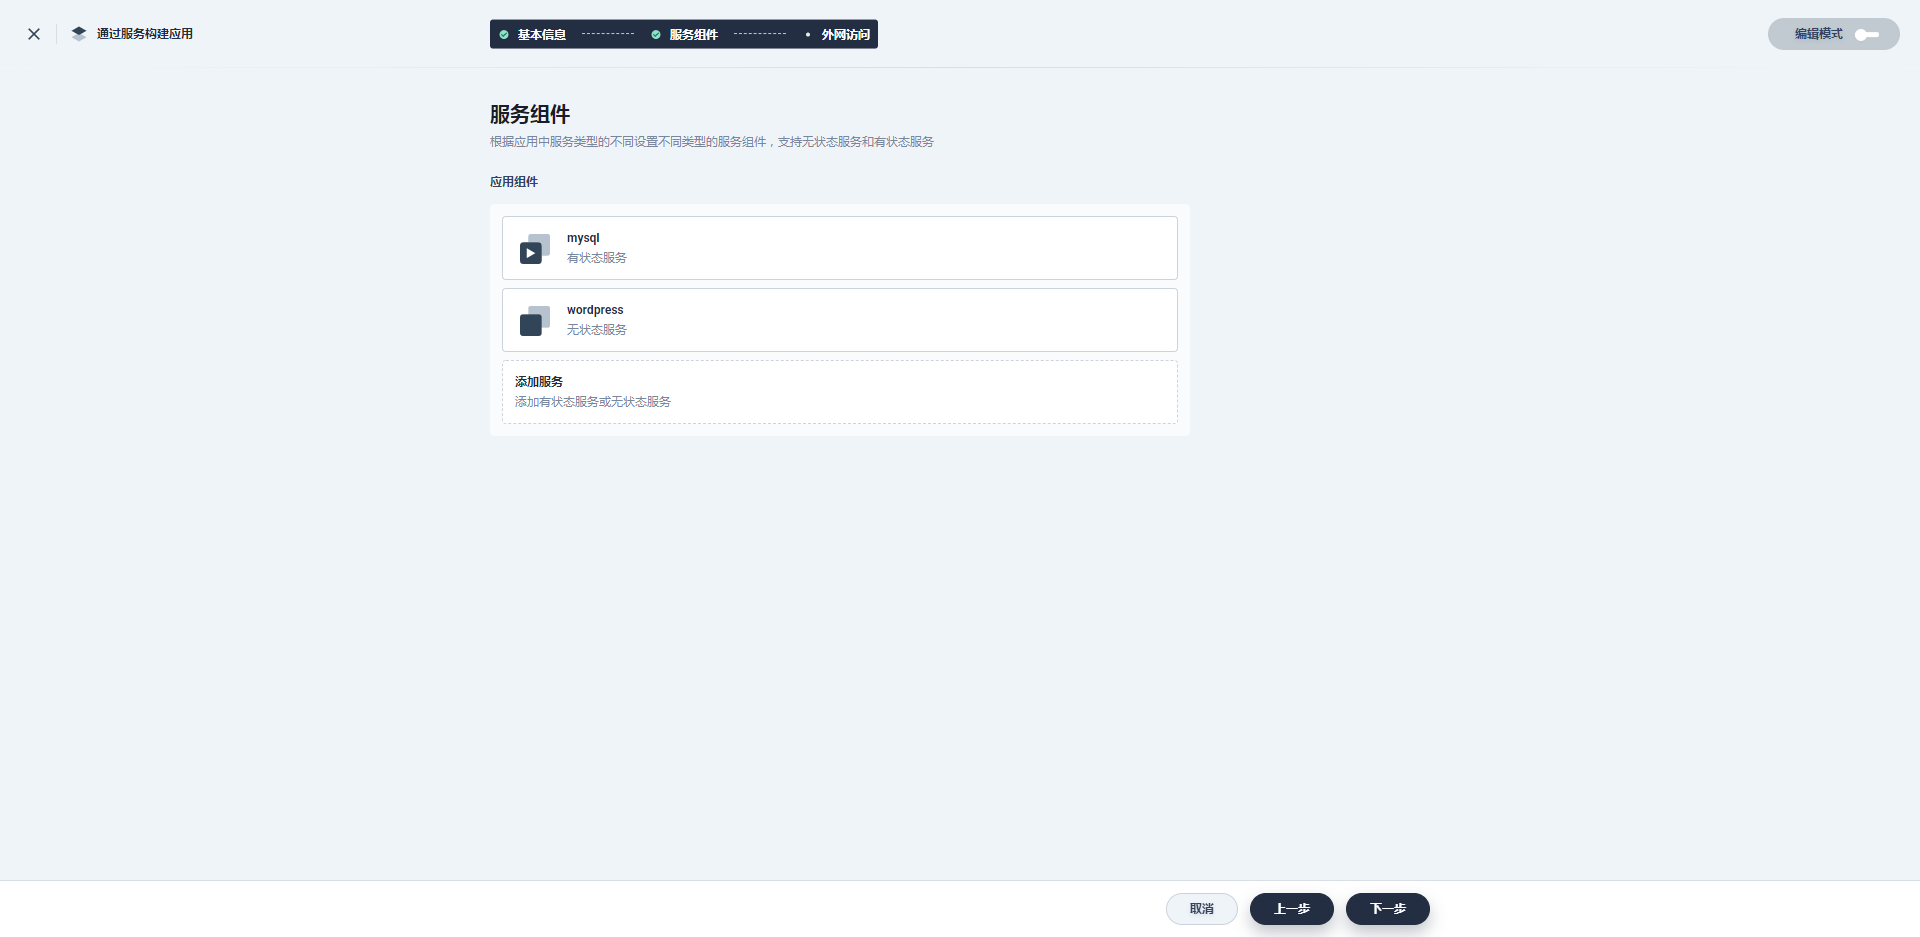 通过服务构建应用
基本信息
服务组件
外网访问
编辑模式
服务组件
根据应用中服务类型的不同设置不同类型的服务组件，支持无状态服务和有状态服务
应用组件
mysql
有状态服务
wordpress
无状态服务
添加服务
添加有状态服务或无状态服务
取消
上一步
下一步